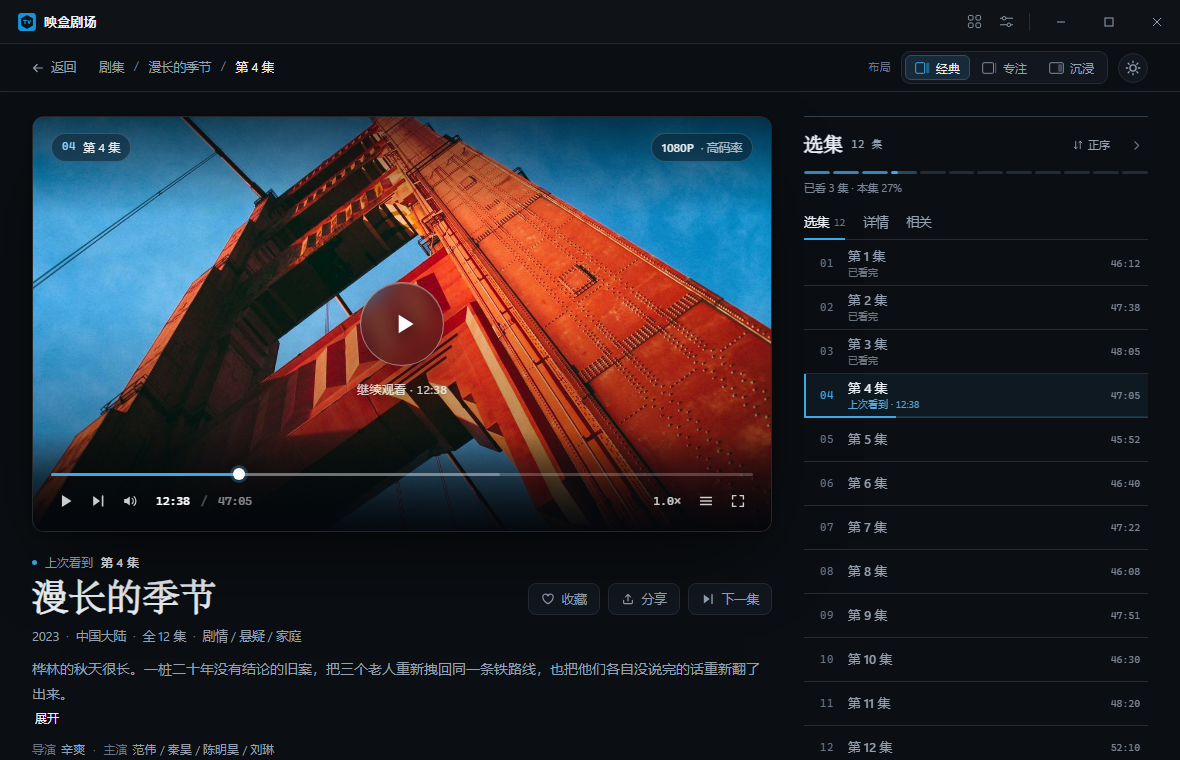 TV 映盒剧场
返回 剧集 / 漫长的季节 / 第 4 集
布局 经典 专注 沉浸
04 第 4 集
1080P · 高码率
继续观看 · 12:38
12:38 / 47:05
1.0×
上次看到 第 4 集
漫长的季节
收藏 分享 下一集
2023 · 中国大陆 · 全 12 集 · 剧情 / 悬疑 / 家庭
桦林的秋天很长。一桩二十年没有结论的旧案，把三个老人重新拽回同一条铁路线，也把他们各自没说完的话重新翻了
出来。
展开
导演 辛爽 · 主演 范伟 / 秦昊 / 陈明昊 / 刘琳
选集 12 集 正序
已看 3 集 · 本集 27%
选集 12 详情 相关
01 第 1 集 46:12
已看完
02 第 2 集 47:38
已看完
03 第 3 集 48:05
已看完
04 第 4 集 47:05
上次看到 · 12:38
05 第 5 集 45:52
06 第 6 集 46:40
07 第 7 集 47:22
08 第 8 集 46:08
09 第 9 集 47:51
10 第 10 集 46:30
11 第 11 集 48:20
12 第 12 集 52:10